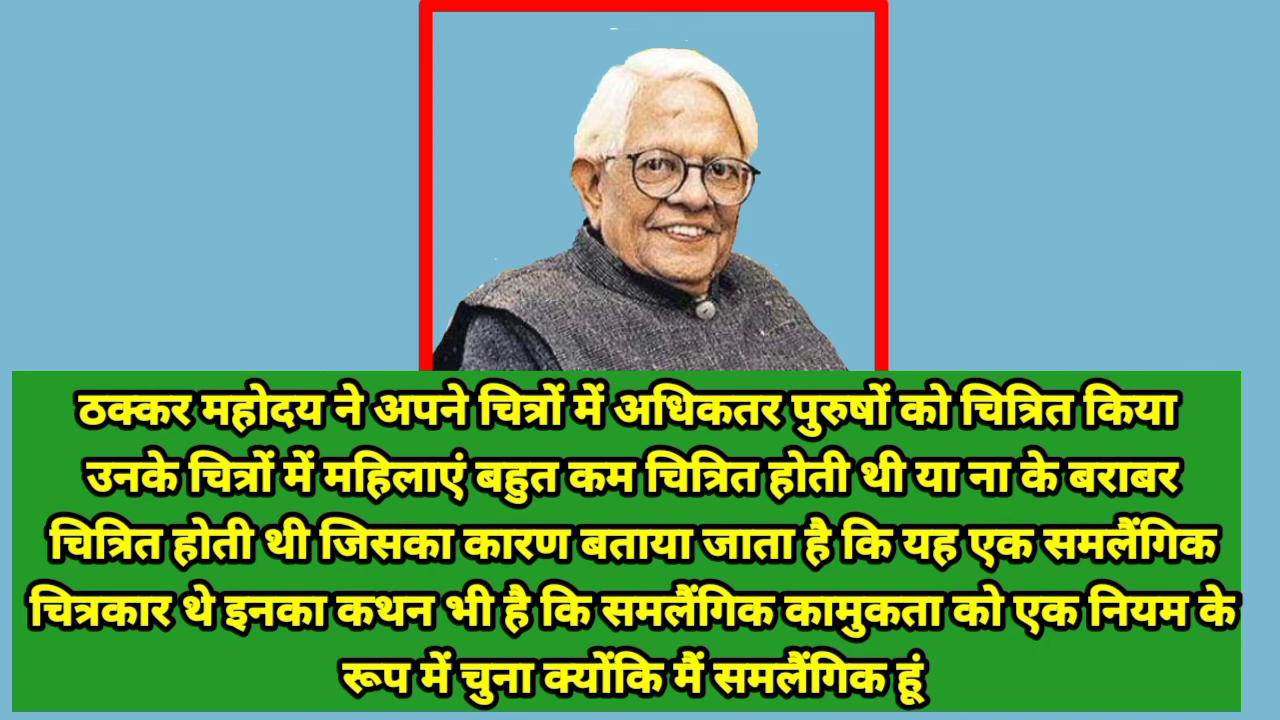 ठक्कर महोदय ने अपने चित्रों में अधिकतर पुरुषों को चित्रित किया
उनके चित्रों में महिलाएं बहुत कम चित्रित होती थी या ना के बराबर
चित्रित होती थी जिसका कारण बताया जाता है कि यह एक समलैंगिक
चित्रकार थे इनका कथन भी है कि समलैंगिक कामुकता को एक नियम के
रूप में चुना क्योंकि मैं समलैंगिक हूं